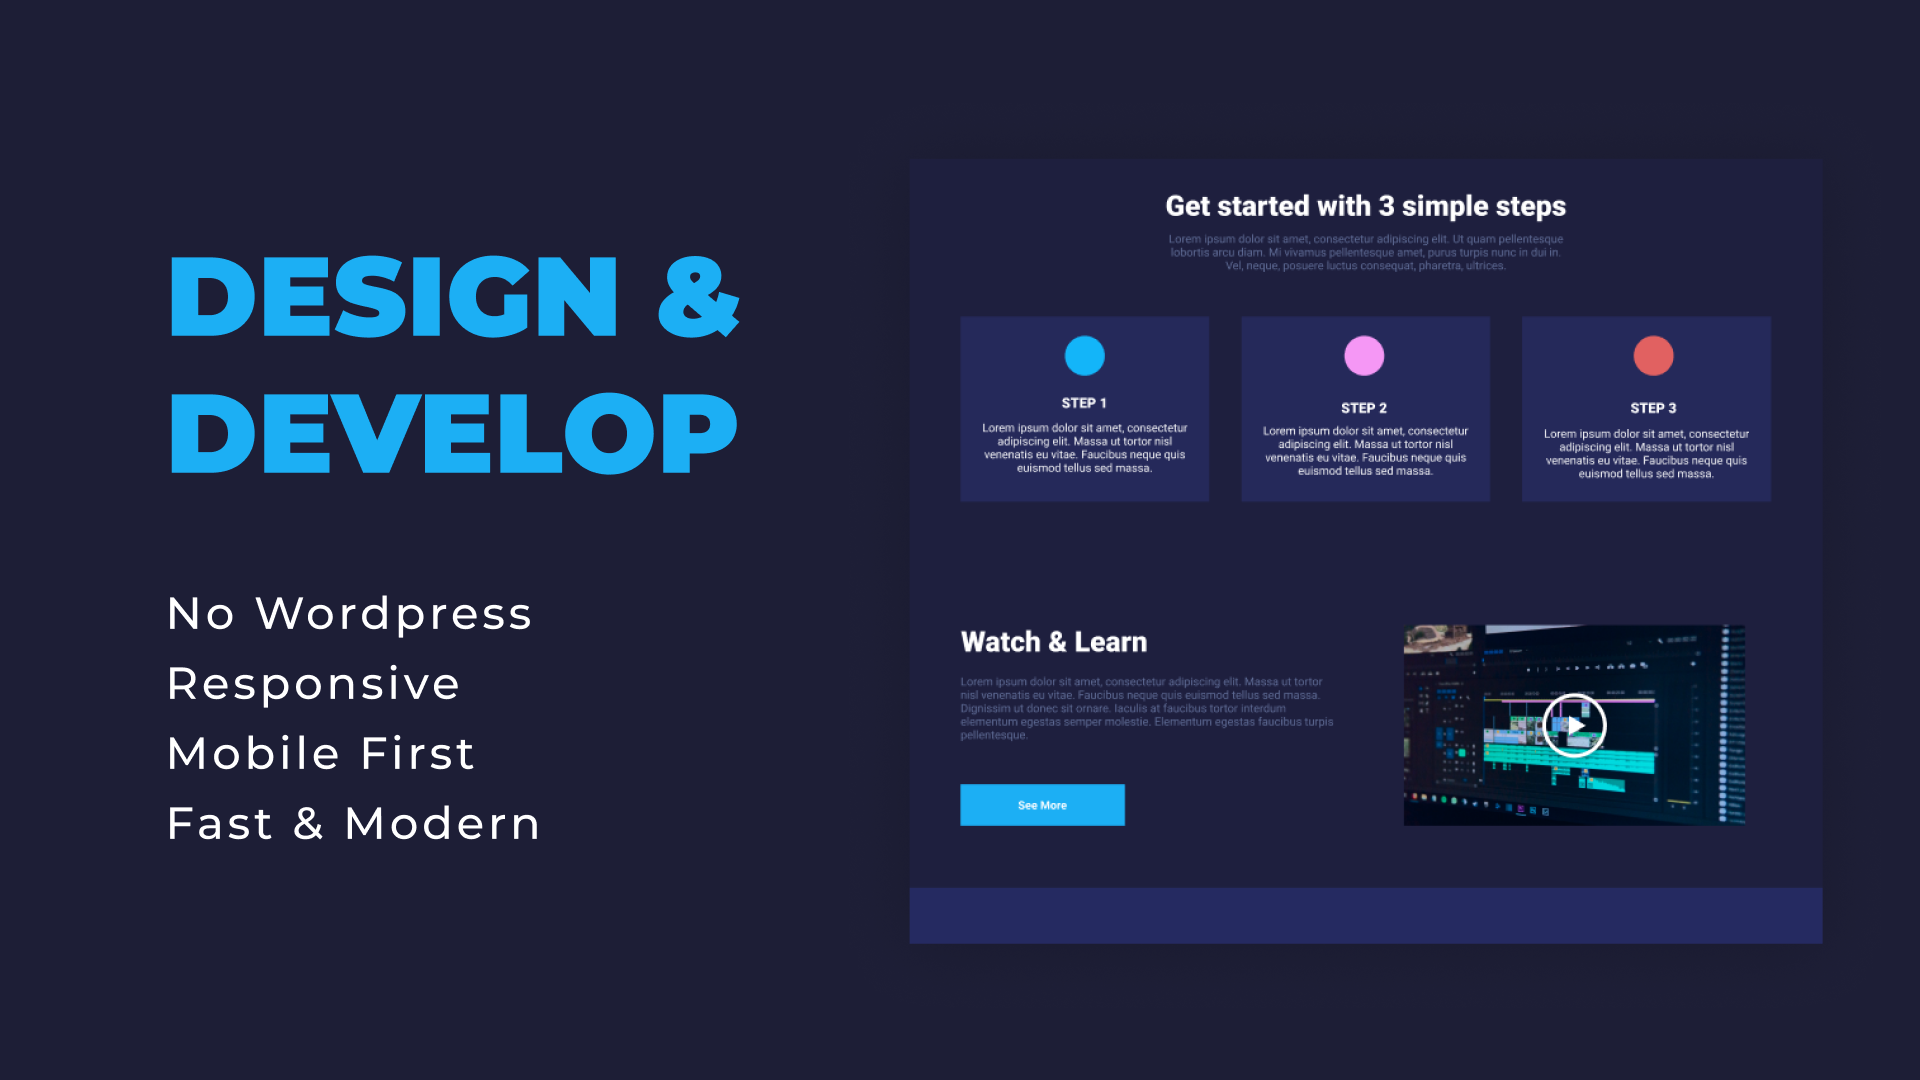 DESIGN &
DEVELOP
No Wordpress
Responsive
Mobile First
Fast & Modern
Get started with 3 simple steps
Lorem ipsum dolor sit amet, consectetur adipiscing elit. Ut quam pellentesque
lobortis arcu diam. Mi vivamus pellentesque amet, purus turpis nunc in dui in.
Vel, neque, posuere luctus consequat, pharetra, ultrices.
STEP 1
Lorem ipsum dolor sit amet, consectetur
adipiscing elit. Massa ut tortor nisl
venenatis eu vitae. Faucibus neque quis
euismod tellus sed massa.
STEP 2
Lorem ipsum dolor sit amet, consectetur
adipiscing elit. Massa ut tortor nisl
venenatis eu vitae. Faucibus neque quis
euismod tellus sed massa.
STEP 3
Lorem ipsum dolor sit amet, consectetur
adipiscing elit. Massa ut tortor nisl
venenatis eu vitae. Faucibus neque quis
euismod tellus sed massa.
Watch & Learn
Lorem ipsum dolor sit amet, consectetur adipiscing elit. Massa ut tortor
nisl venenatis eu vitae. Faucibus neque quis euismod tellus sed massa.
Dignissim ut donec sit ornare. Iaculis at faucibus tortor interdum
elementum egestas semper molestie. Elementum egestas faucibus turpis
pellentesque.
See More